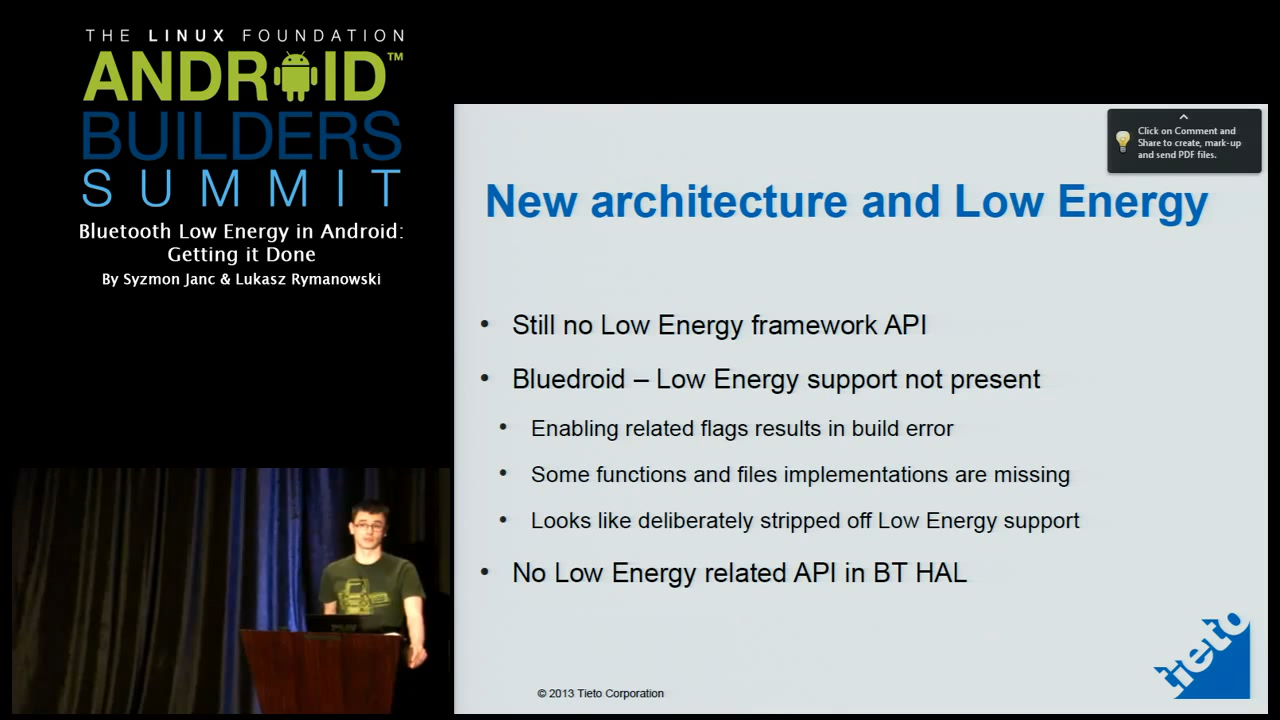 THE LINUX FOUNDATION
ANDROID™
BUILDERS
SUMMIT
Bluetooth Low Energy in Android:
Getting it Done
By Syzmon Janc & Lukasz Rymanowski
Click on Comment and
Share to create, mark-up
and send PDF files.
New architecture and Low Energy
• Still no Low Energy framework API
• Bluedroid – Low Energy support not present
• Enabling related flags results in build error
• Some functions and files implementations are missing
• Looks like deliberately stripped off Low Energy support
• No Low Energy related API in BT HAL
tieto
© 2013 Tieto Corporation